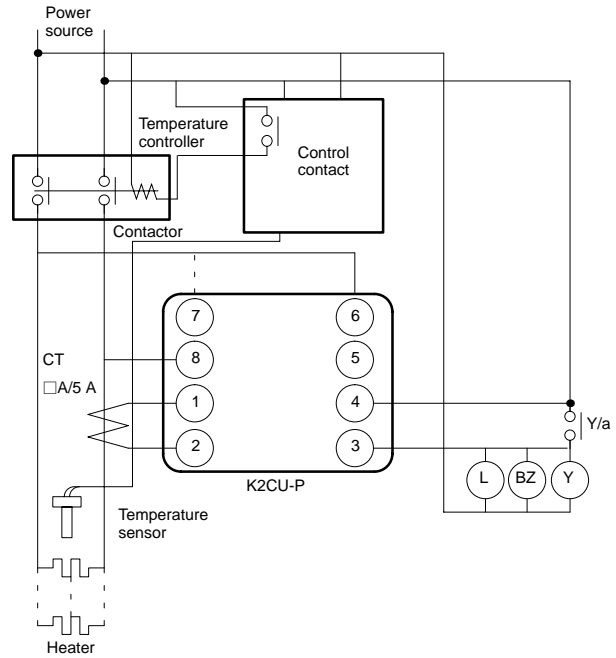 Power
source
Temperature
controller
Control
contact
Contactor
7
6
8
5
CT
□A/5 A
1
4
2
3
Y/a
L
BZ
Y
K2CU-P
Temperature
sensor
Heater